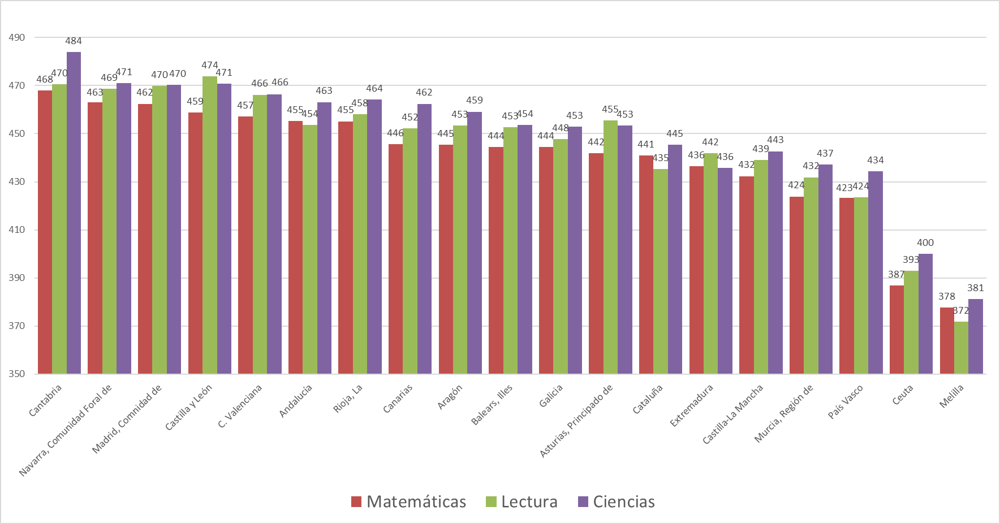 490
470
450
430
410
390
370
350
468 470 484
463 469 471
462 470 470
459 474 471
457 466 466
455 454 463
455 458 464
446 452 462
445 453 459
444 453 454
444 448 453
442 455 453
441 435 445
436 442 436
432 439 443
424 432 437
423 424 434
387 393 400
378 372 381
Cantabria
Navarra, Comunidad Foral de
Madrid, Comnidad de
Castilla y León
C. Valenciana
Andalucía
Rioja, La
Canarias
Aragón
Balears, Illes
Galicia
Asturias, Principado de
Cataluña
Extremadura
Castilla-La Mancha
Murcia, Región de
País Vasco
Ceuta
Melilla
Matemáticas Lectura Ciencias